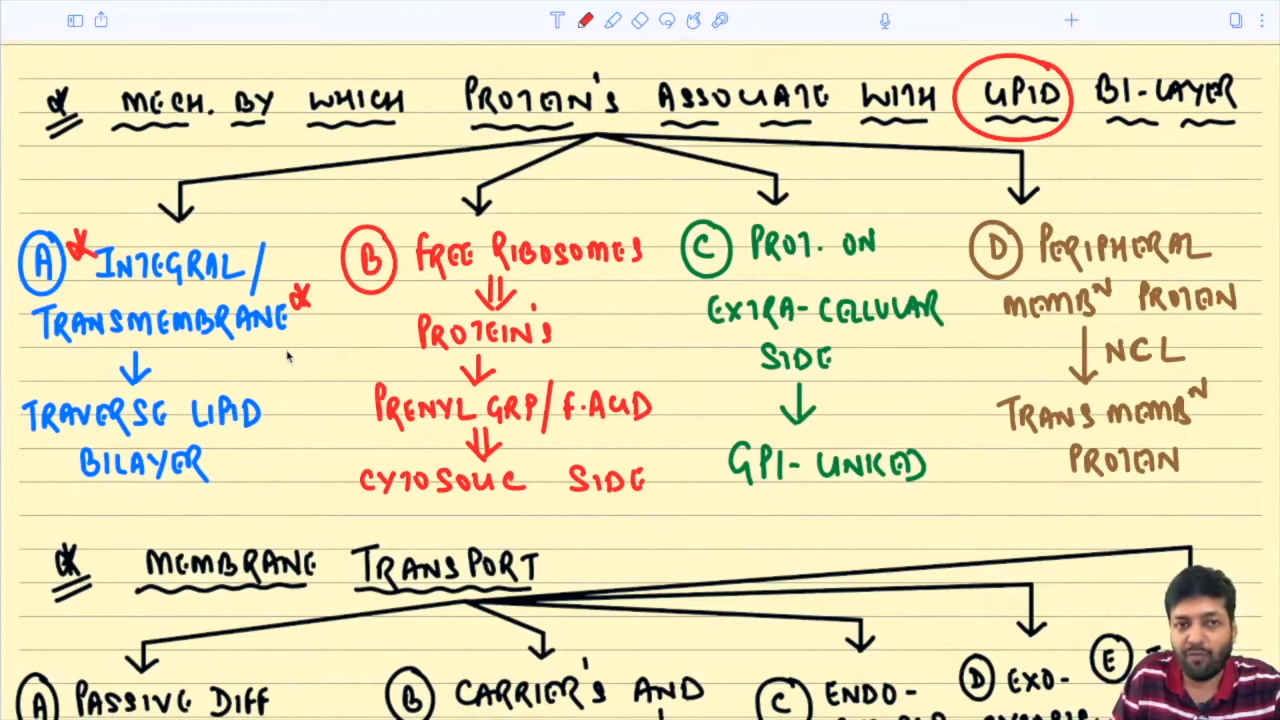 * MECH. BY WHICH PROTEIN'S ASSOCIATE WITH LIPID BI-LAYER
(A) * INTEGRAL /
TRANSMEMBRANE *
↓
TRAVERSE LIPID
BILAYER
(B) FREE RIBOSOMES
⇓
PROTEIN'S
↓
PRENYL GRP/F.ACID
⇓
CYTOSOLIC SIDE
(C) PROT. ON
EXTRA-CELLULAR
SIDE
↓
GPI-LINKED
(D) PERIPHERAL
MEMBN PROTEIN
↓ NCL
TRANS MEMBN
PROTEIN
* MEMBRANE TRANSPORT
(A) PASSIVE DIFF
(B) CARRIER'S AND
(C) ENDO-
(D) EXO-
(E)